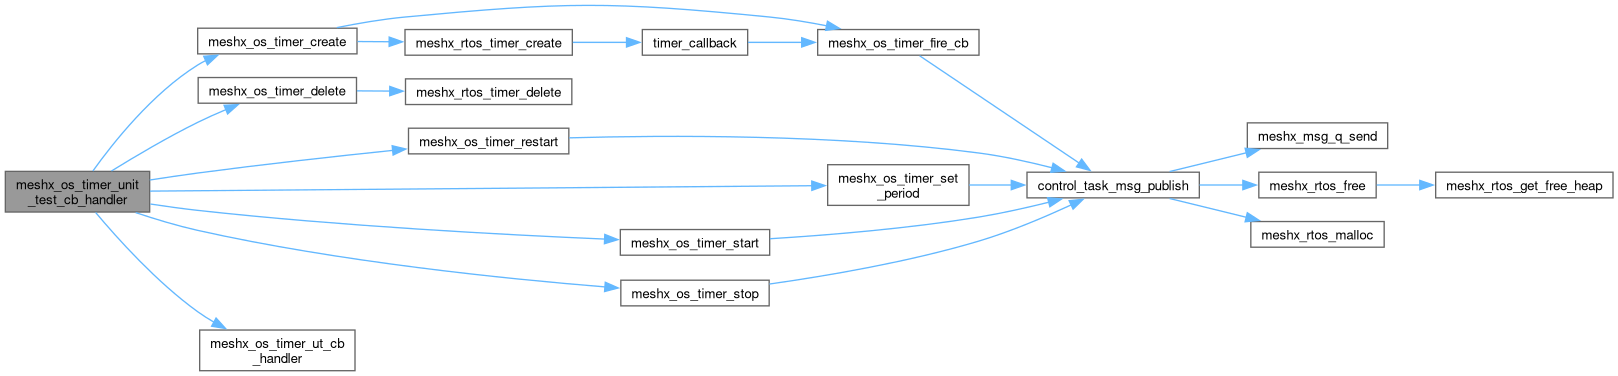 meshx_os_timer_unit
_test_cb_handler
meshx_os_timer_create
meshx_rtos_timer_create
timer_callback
meshx_os_timer_fire_cb
meshx_os_timer_delete
meshx_rtos_timer_delete
meshx_os_timer_restart
meshx_os_timer_set
_period
meshx_os_timer_start
meshx_os_timer_stop
meshx_os_timer_ut_cb
_handler
control_task_msg_publish
meshx_msg_q_send
meshx_rtos_free
meshx_rtos_get_free_heap
meshx_rtos_malloc